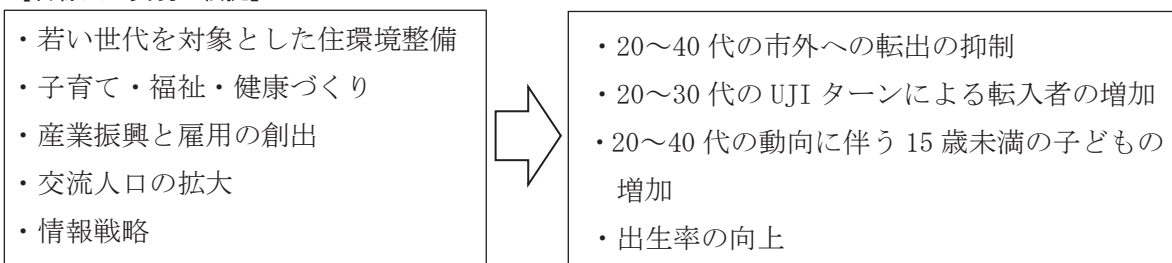 ・若い世代を対象とした住環境整備
・子育て・福祉・健康づくり
・産業振興と雇用の創出
・交流人口の拡大
・情報戦略
・20～40 代の市外への転出の抑制
・20～30 代の UJI ターンによる転入者の増加
・20～40 代の動向に伴う 15 歳未満の子どもの
増加
・出生率の向上